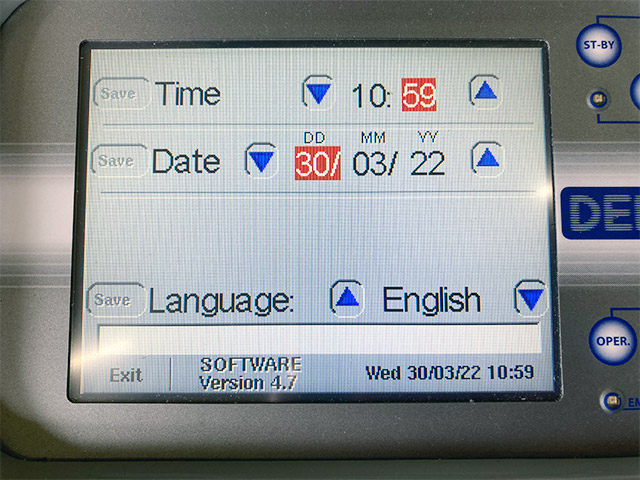 ST-BY
Save Time 10:59
DD MM YY
Save Date 30/03/22
Save Language: English
OPER.
Exit SOFTWARE
Version 4.7 Wed 30/03/22 10:59